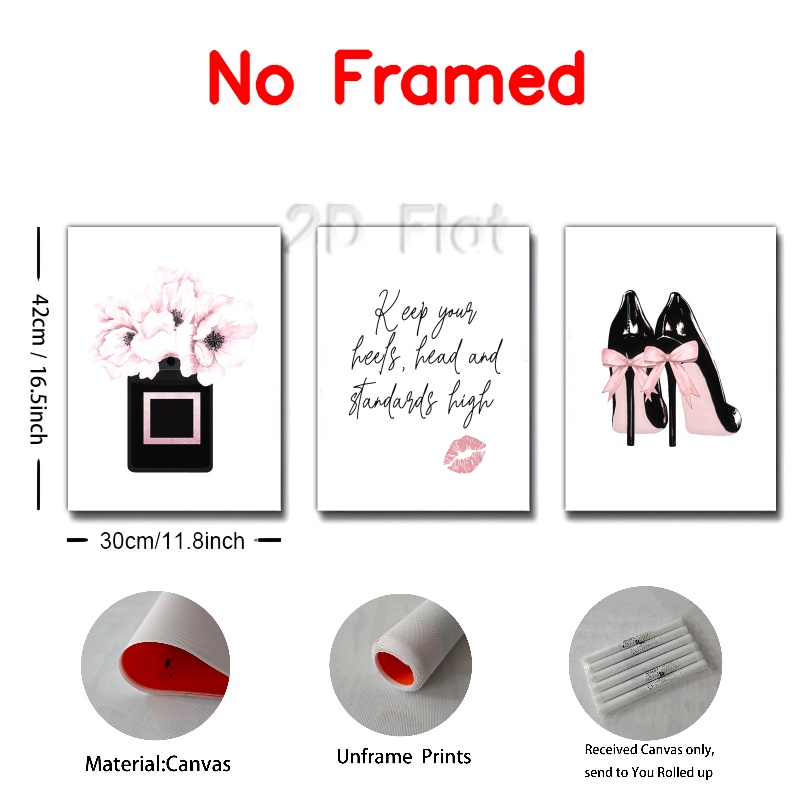 No Framed
2D Flat
42cm / 16.5inch
Keep your
heels, head and
standards high
30cm/11.8inch
Material:Canvas
Unframe Prints
Received Canvas only,
send to You Rolled up